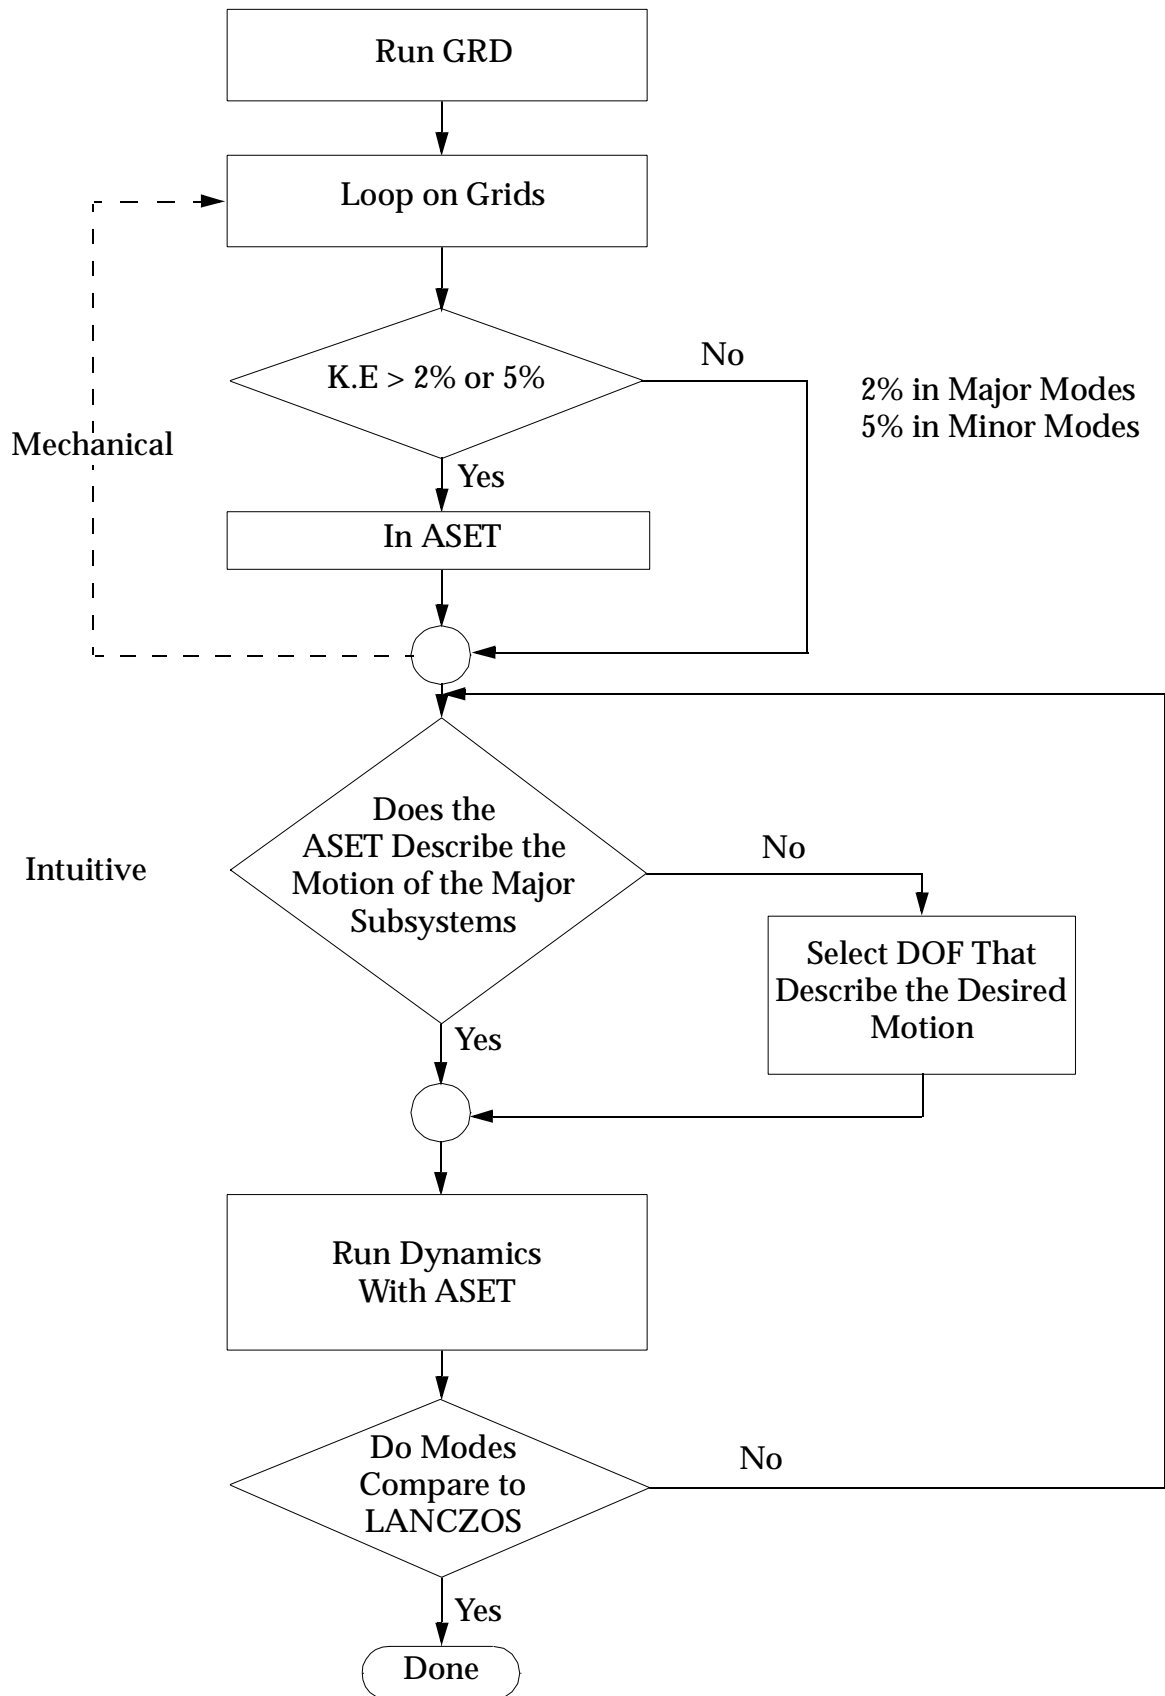 Run GRD
Loop on Grids
K.E > 2% or 5%
No
2% in Major Modes
5% in Minor Modes
Mechanical
Yes
In ASET
Does the
ASET Describe the
Motion of the Major
Subsystems
No
Intuitive
Select DOF That
Describe the Desired
Motion
Yes
Run Dynamics
With ASET
Do Modes
Compare to
LANCZOS
No
Yes
Done